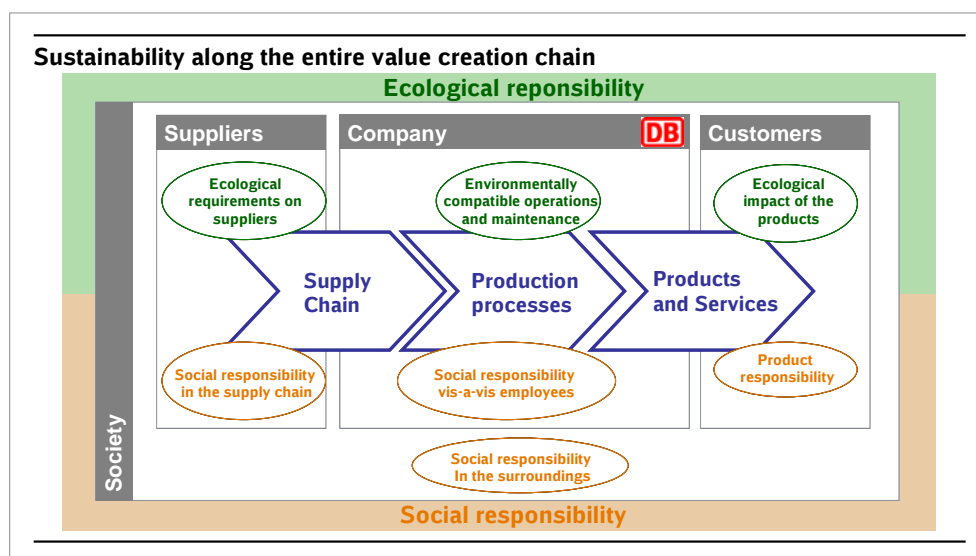 Sustainability along the entire value creation chain
Ecological reponsibility
Suppliers
Company
DB
Customers
Ecological
requirements on
suppliers
Environmentally
compatible operations
and maintenance
Ecological
impact of the
products
Supply
Chain
Production
processes
Products
and Services
Social responsibility
in the supply chain
Social responsibility
vis-a-vis employees
Product
responsibility
Social responsibility
In the surroundings
Society
Social responsibility